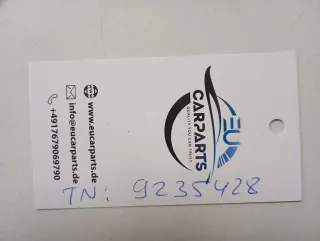 EU
CARPARTS
QUALITY YOU CAN TRUST
www.eucarparts.de
info@eucarparts.de
+4917679069790
TN: 9235428